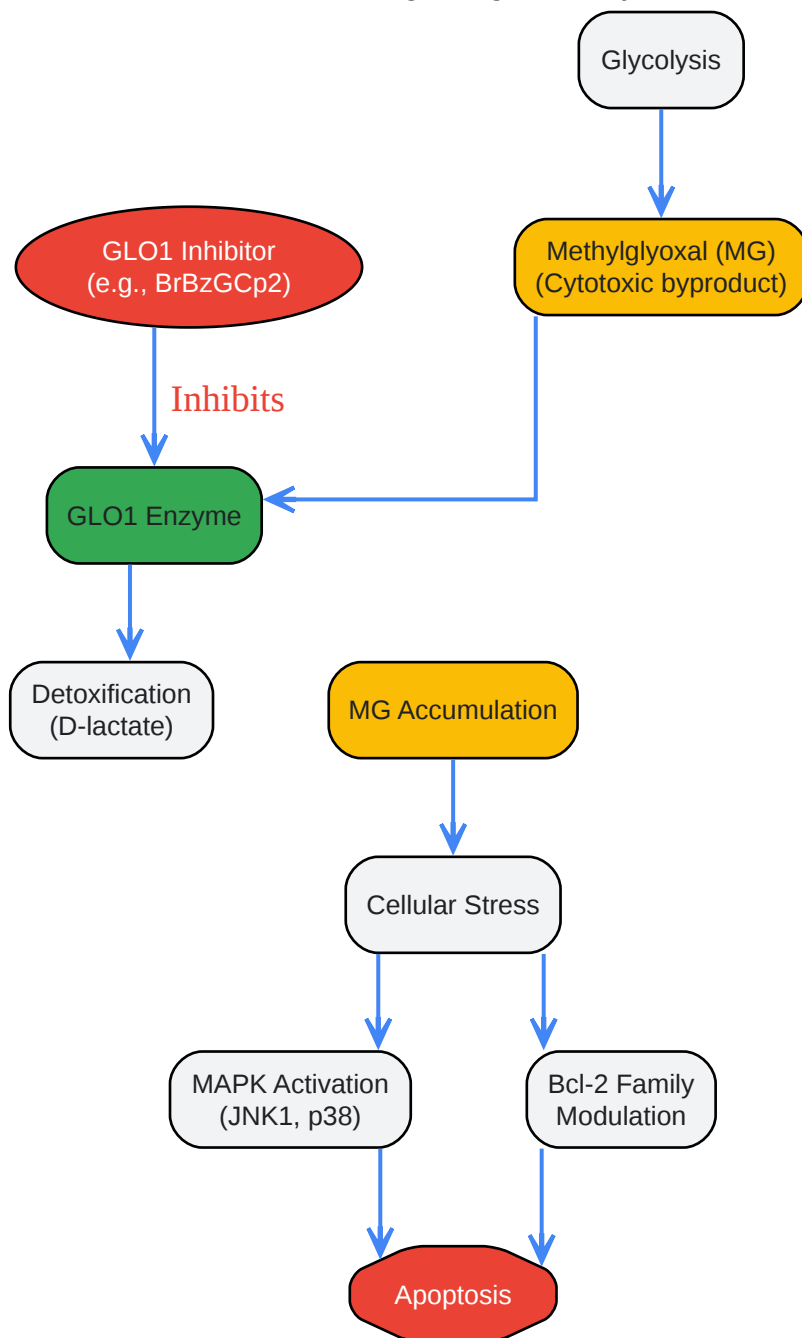 Glycolysis
GLO1 Inhibitor
(e.g., BrBzGCp2)
Methylglyoxal (MG)
(Cytotoxic byproduct)
Inhibits
GLO1 Enzyme
Detoxification
(D-lactate)
MG Accumulation
Cellular Stress
MAPK Activation
(JNK1, p38)
Bcl-2 Family
Modulation
Apoptosis